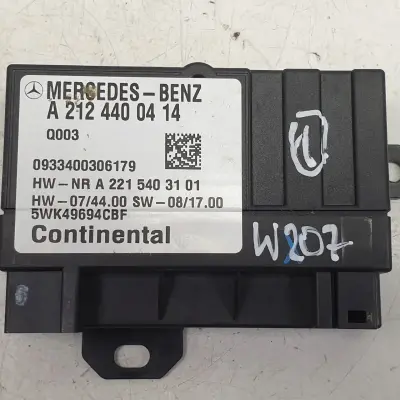 MERCEDES-BENZ
A 212 440 04 14
Q003
0933400306179
HW-NR A 221 540 31 01
HW-07/44.00 SW-08/17.00
5WK49694CBF
Continental
W207